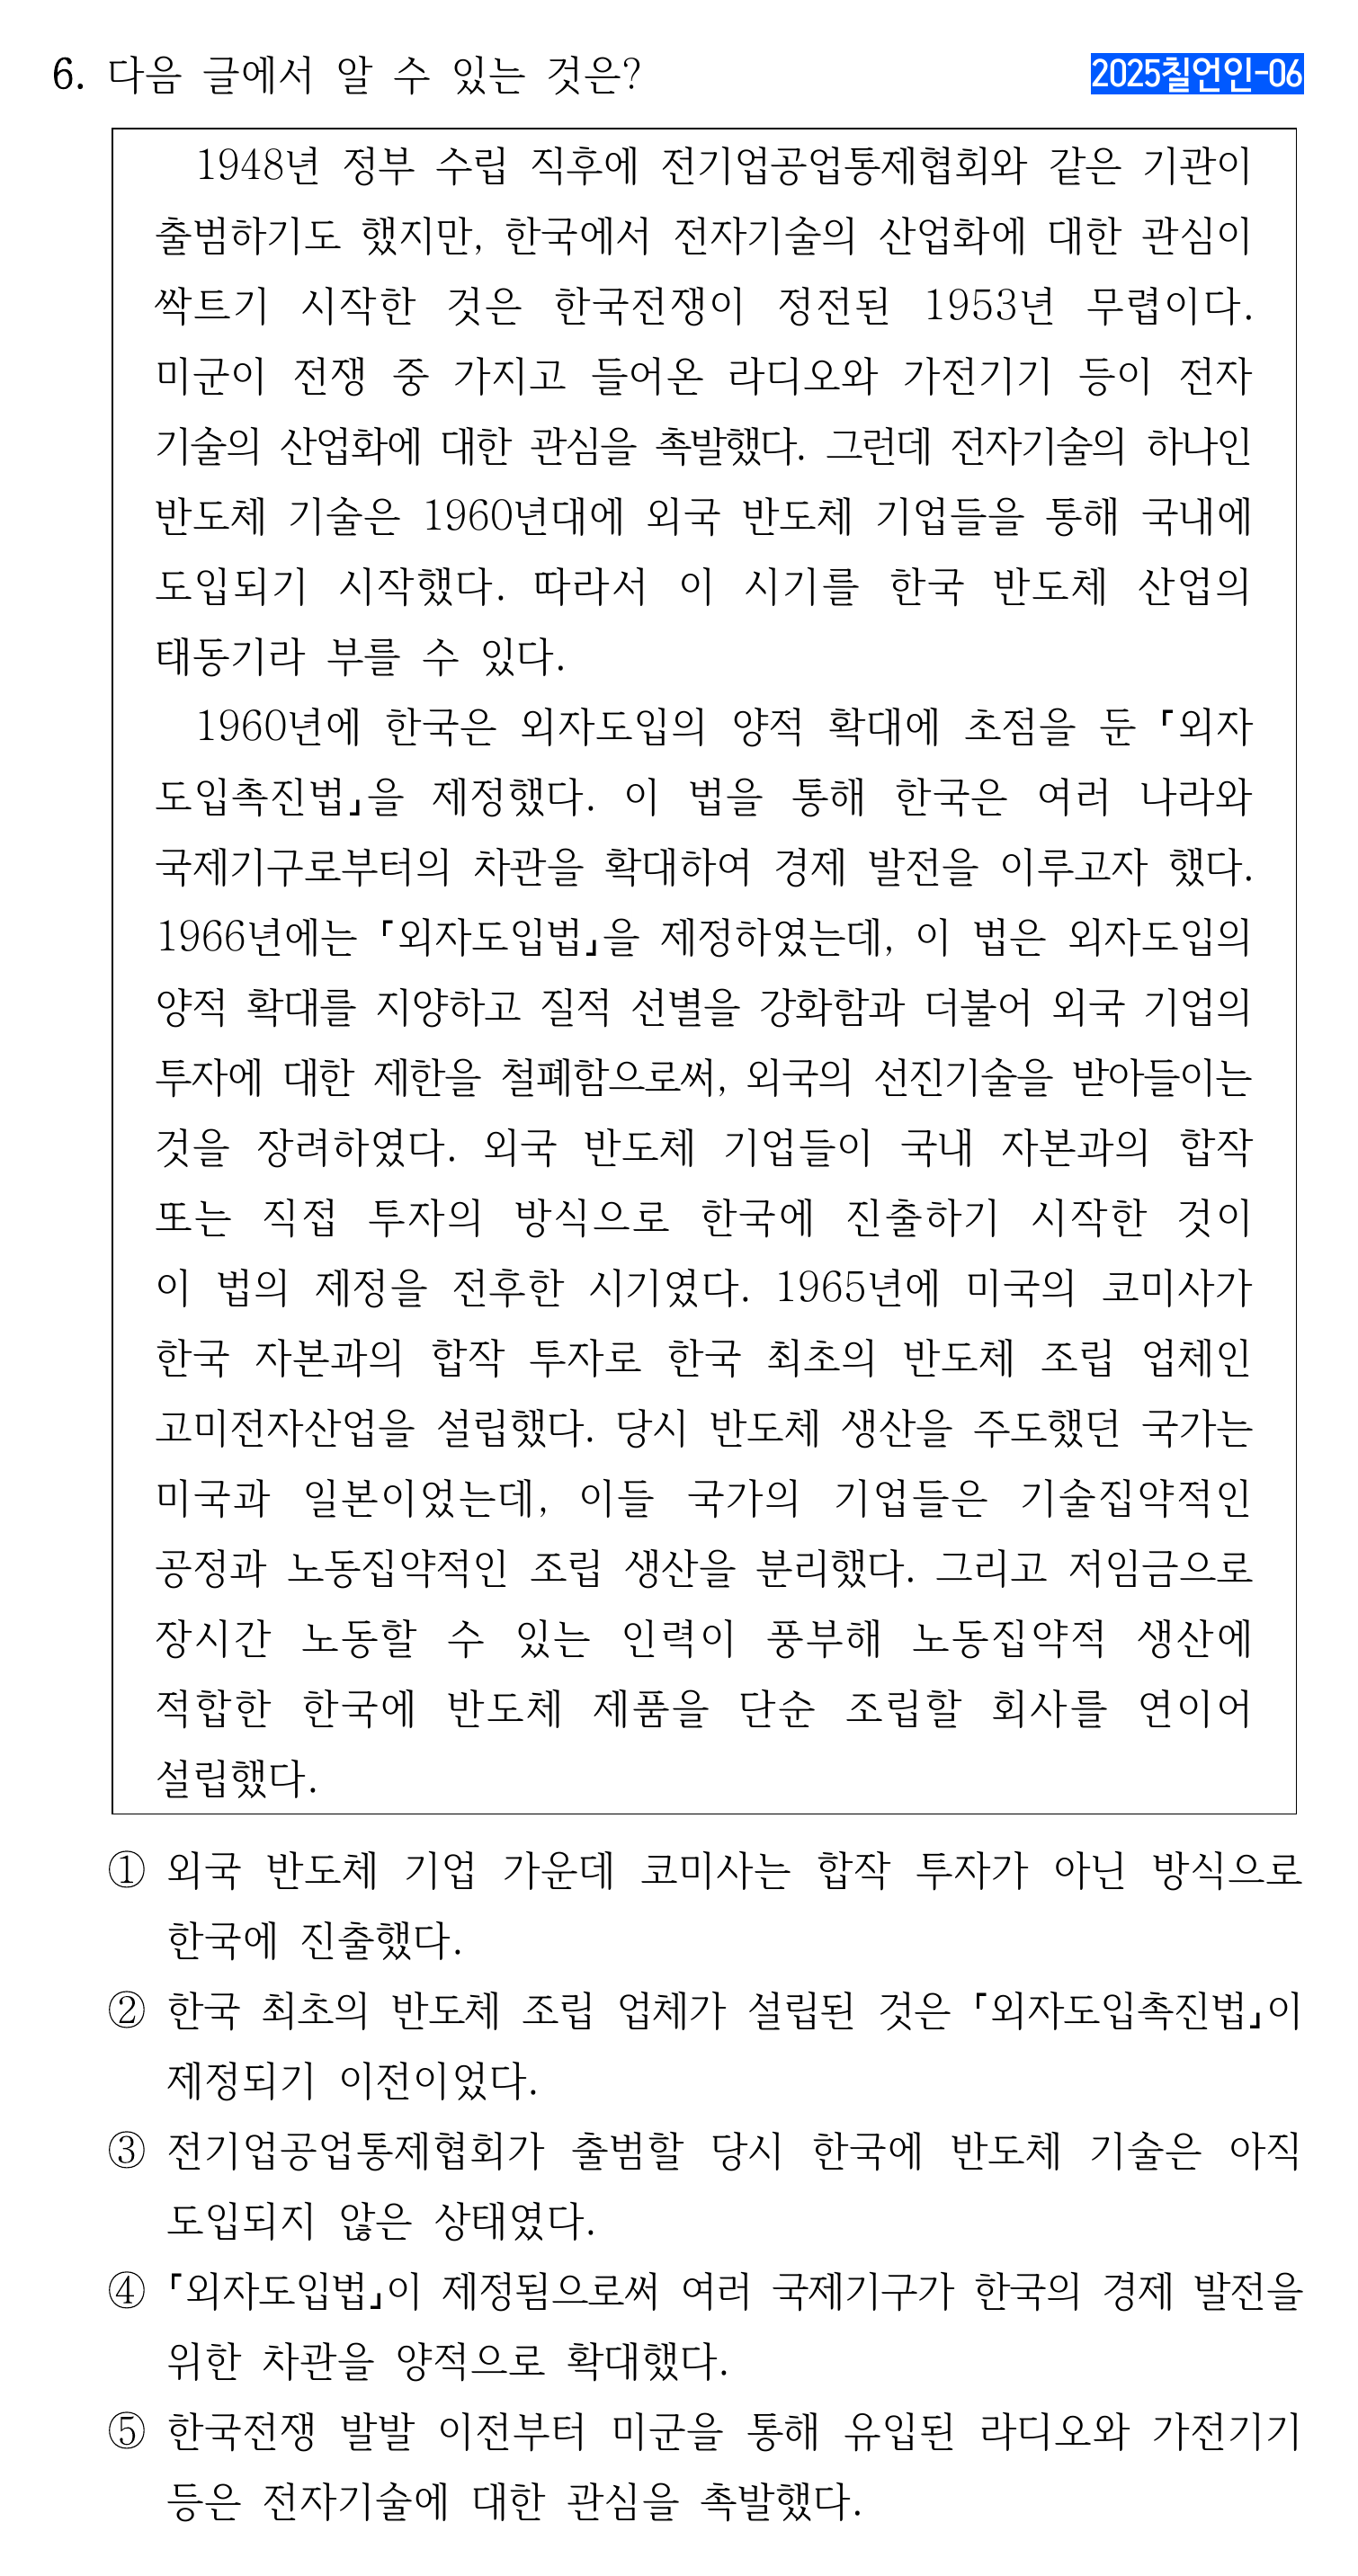 6. 다음 글에서 알 수 있는 것은?
2025칠언인-06
1948년 정부 수립 직후에 전기업공업통제협회와 같은 기관이
출범하기도 했지만, 한국에서 전자기술의 산업화에 대한 관심이
싹트기 시작한 것은 한국전쟁이 정전된 1953년 무렵이다.
미군이 전쟁 중 가지고 들어온 라디오와 가전기기 등이 전자
기술의 산업화에 대한 관심을 촉발했다. 그런데 전자기술의 하나인
반도체 기술은 1960년대에 외국 반도체 기업들을 통해 국내에
도입되기 시작했다. 따라서 이 시기를 한국 반도체 산업의
태동기라 부를 수 있다.
1960년에 한국은 외자도입의 양적 확대에 초점을 둔 「외자
도입촉진법」을 제정했다. 이 법을 통해 한국은 여러 나라와
국제기구로부터의 차관을 확대하여 경제 발전을 이루고자 했다.
1966년에는 「외자도입법」을 제정하였는데, 이 법은 외자도입의
양적 확대를 지양하고 질적 선별을 강화함과 더불어 외국 기업의
투자에 대한 제한을 철폐함으로써, 외국의 선진기술을 받아들이는
것을 장려하였다. 외국 반도체 기업들이 국내 자본과의 합작
또는 직접 투자의 방식으로 한국에 진출하기 시작한 것이
이 법의 제정을 전후한 시기였다. 1965년에 미국의 코미사가
한국 자본과의 합작 투자로 한국 최초의 반도체 조립 업체인
고미전자산업을 설립했다. 당시 반도체 생산을 주도했던 국가는
미국과 일본이었는데, 이들 국가의 기업들은 기술집약적인
공정과 노동집약적인 조립 생산을 분리했다. 그리고 저임금으로
장시간 노동할 수 있는 인력이 풍부해 노동집약적 생산에
적합한 한국에 반도체 제품을 단순 조립할 회사를 연이어
설립했다.
① 외국 반도체 기업 가운데 코미사는 합작 투자가 아닌 방식으로
한국에 진출했다.
② 한국 최초의 반도체 조립 업체가 설립된 것은 「외자도입촉진법」이
제정되기 이전이었다.
③ 전기업공업통제협회가 출범할 당시 한국에 반도체 기술은 아직
도입되지 않은 상태였다.
④ 「외자도입법」이 제정됨으로써 여러 국제기구가 한국의 경제 발전을
위한 차관을 양적으로 확대했다.
⑤ 한국전쟁 발발 이전부터 미군을 통해 유입된 라디오와 가전기기
등은 전자기술에 대한 관심을 촉발했다.